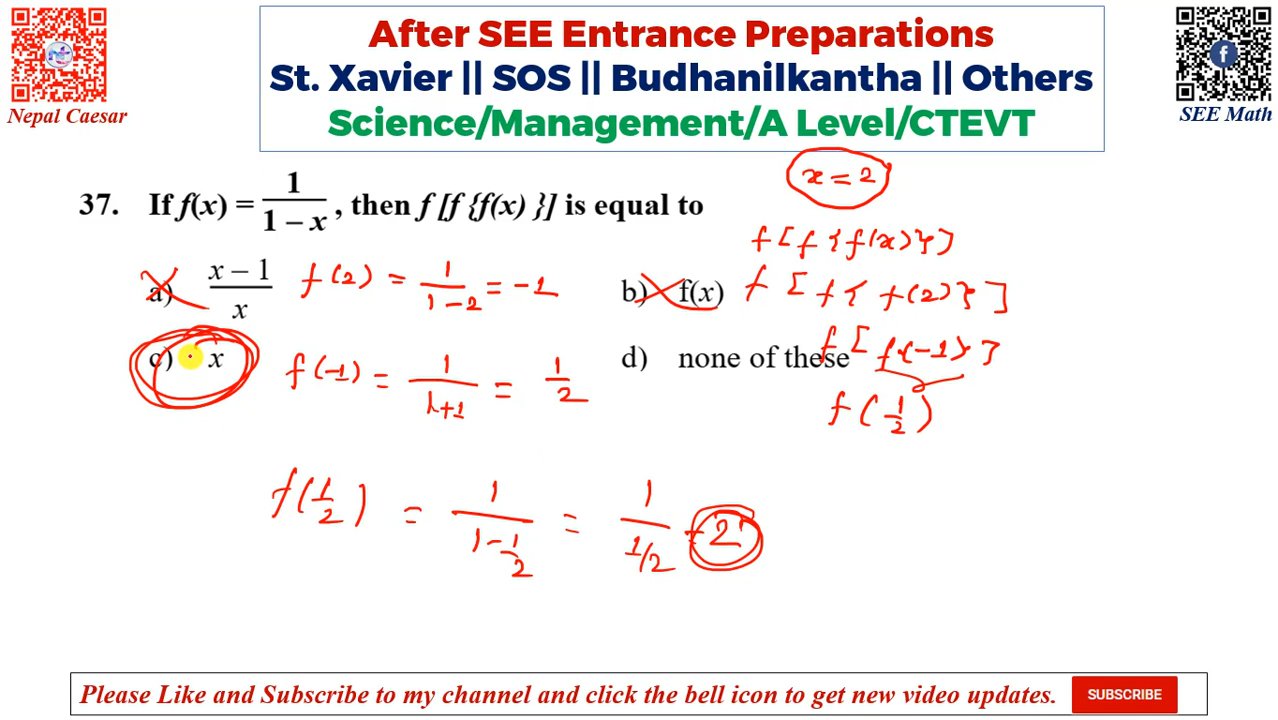 After SEE Entrance Preparations
St. Xavier || SOS || Budhanilkantha || Others
Science/Management/A Level/CTEVT
Nepal Caesar
SEE Math
x = 2
37. If f(x) = 1/(1 – x), then f [f {f(x) }] is equal to
f[f{f(x)}]
a) (x – 1)/x
f(2) = 1/(1-2) = -1
b) f(x)
f[f{f(2)}]
c) x
f(-1) = 1/(1+1) = 1/2
d) none of these
f[f{-1}]
f(1/2)
f(1/2) = 1/(1-1/2) = 1/(1/2) = 2
Please Like and Subscribe to my channel and click the bell icon to get new video updates.
SUBSCRIBE